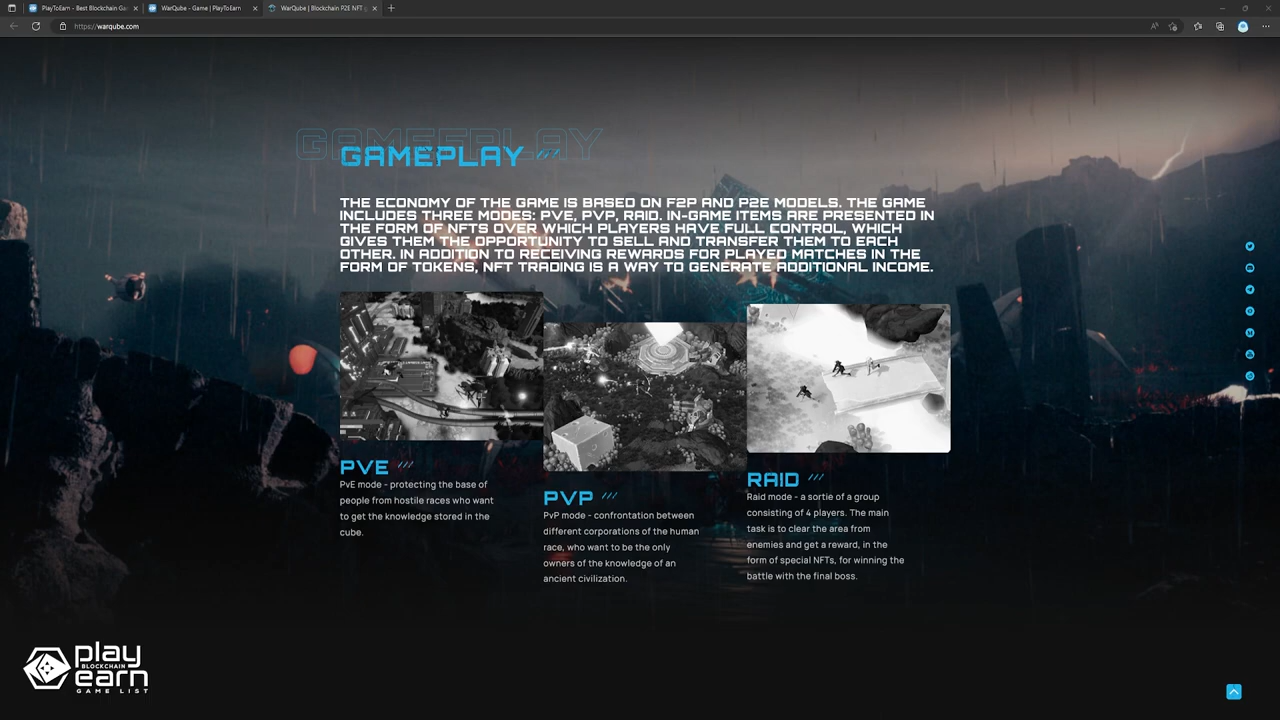 PlayToEarn - Best Blockchain Ga
WarQube - Game | PlayToEarn
WarQube | Blockchain P2E NFT g
https://warqube.com
GAMEPLAY
GAMEPLAY
THE ECONOMY OF THE GAME IS BASED ON F2P AND P2E MODELS. THE GAME
INCLUDES THREE MODES: PVE, PVP, RAID. IN-GAME ITEMS ARE PRESENTED IN
THE FORM OF NFTS OVER WHICH PLAYERS HAVE FULL CONTROL, WHICH
GIVES THEM THE OPPORTUNITY TO SELL AND TRANSFER THEM TO EACH
OTHER. IN ADDITION TO RECEIVING REWARDS FOR PLAYED MATCHES IN THE
FORM OF TOKENS, NFT TRADING IS A WAY TO GENERATE ADDITIONAL INCOME.
PVE
PvE mode - protecting the base of
people from hostile races who want
to get the knowledge stored in the
cube.
PVP
PvP mode - confrontation between
different corporations of the human
race, who want to be the only
owners of the knowledge of an
ancient civilization.
RAID
Raid mode - a sortie of a group
consisting of 4 players. The main
task is to clear the area from
enemies and get a reward, in the
form of special NFTs, for winning the
battle with the final boss.
play
BLOCKCHAIN
earn
GAME LIST